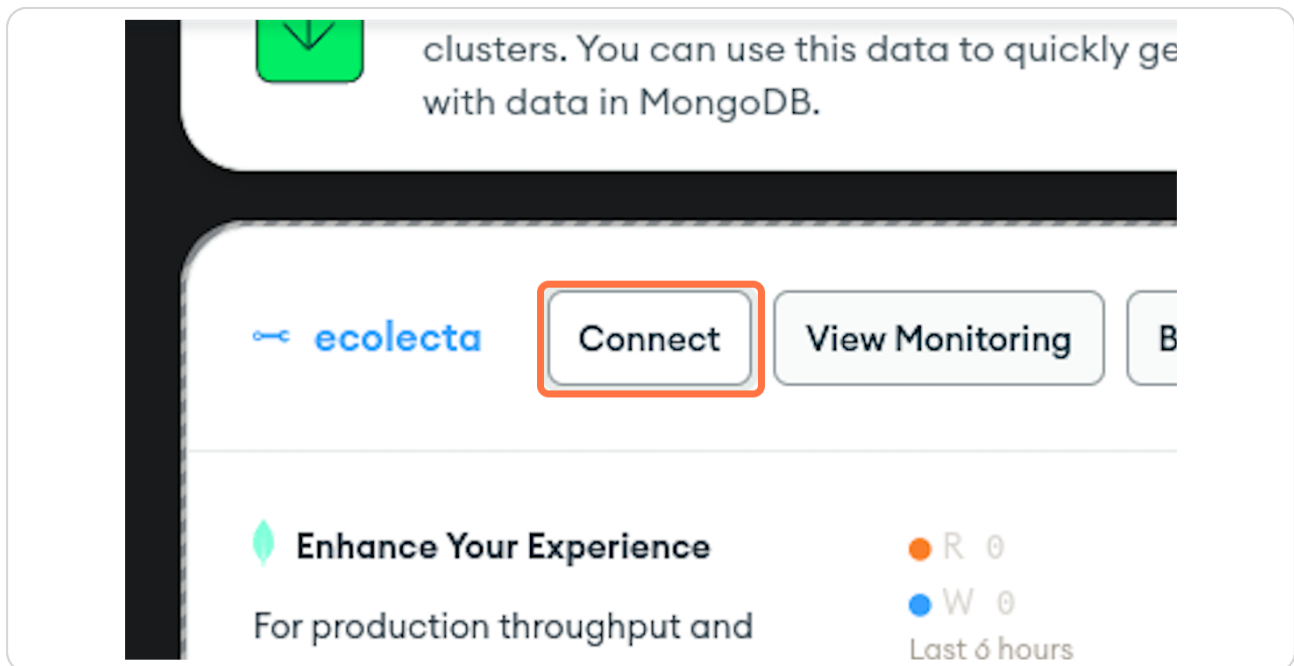 clusters. You can use this data to quickly ge
with data in MongoDB.
ecolecta Connect View Monitoring B
Enhance Your Experience
R 0
W 0
For production throughput and
Last 6 hours